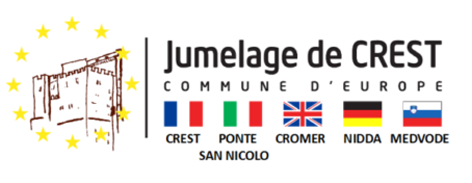 Jumelage de CREST
COMMUNE D'EUROPE
CREST PONTE CROMER NIDDA MEDVODE
SAN NICOLO